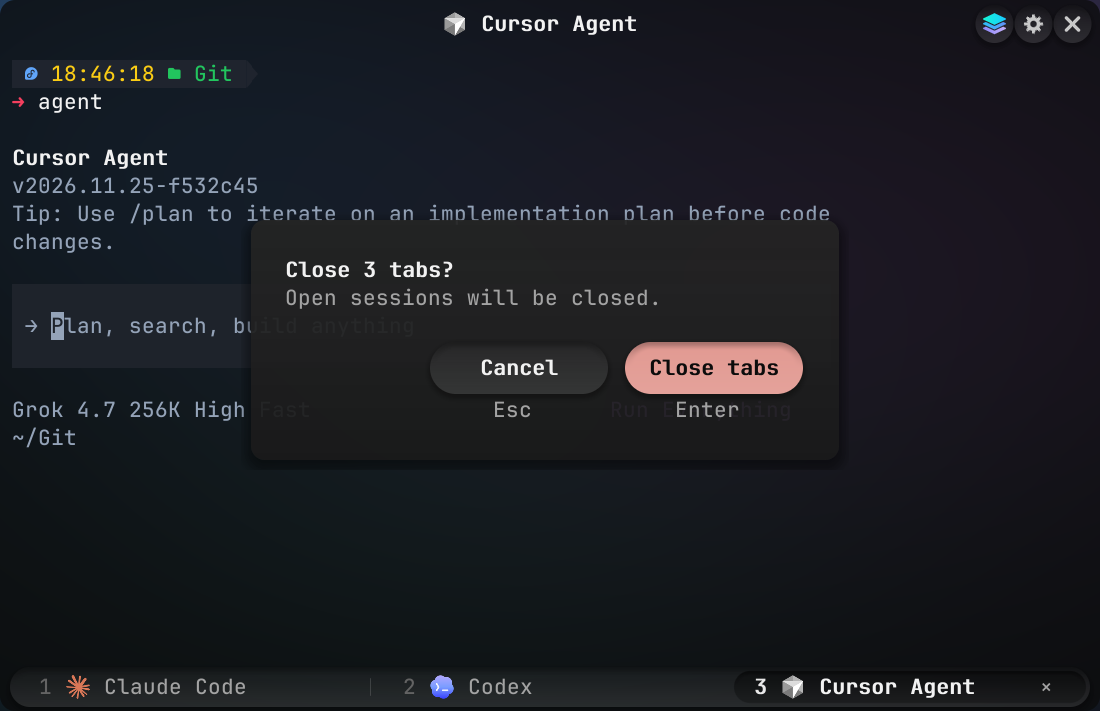 Cursor Agent
18:46:18 Git
→ agent
Cursor Agent
v2026.11.25-f532c45
Tip: Use /plan to iterate on an implementation plan before code
changes.
Close 3 tabs?
Open sessions will be closed.
→ Plan, search, build anything
Cancel Close tabs
Grok 4.7 256K High Fast
Esc Enter
~/Git
1 Claude Code 2 Codex 3 Cursor Agent ×